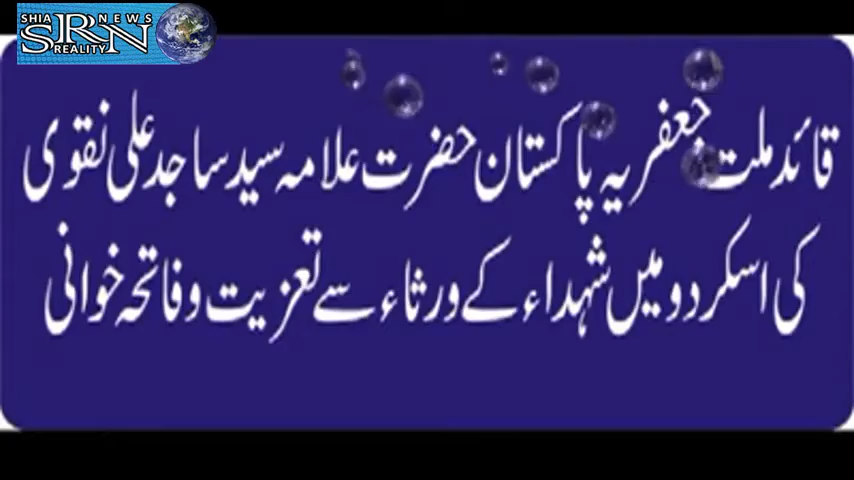 SHIA NEWS
SRN
REALITY
قائد ملت جعفریہ پاکستان حضرت علامہ سید ساجد علی نقوی
کی اسکردو میں شہداء کے ورثاء سے تعزیت و فاتحہ خوانی